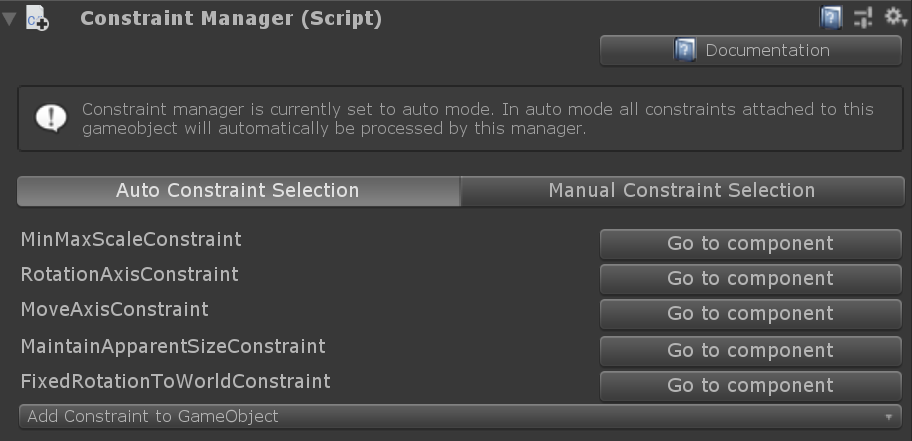 Constraint Manager (Script)
Documentation
Constraint manager is currently set to auto mode. In auto mode all constraints attached to this
gameobject will automatically be processed by this manager.
Auto Constraint Selection
Manual Constraint Selection
MinMaxScaleConstraint
Go to component
RotationAxisConstraint
Go to component
MoveAxisConstraint
Go to component
MaintainApparentSizeConstraint
Go to component
FixedRotationToWorldConstraint
Go to component
Add Constraint to GameObject